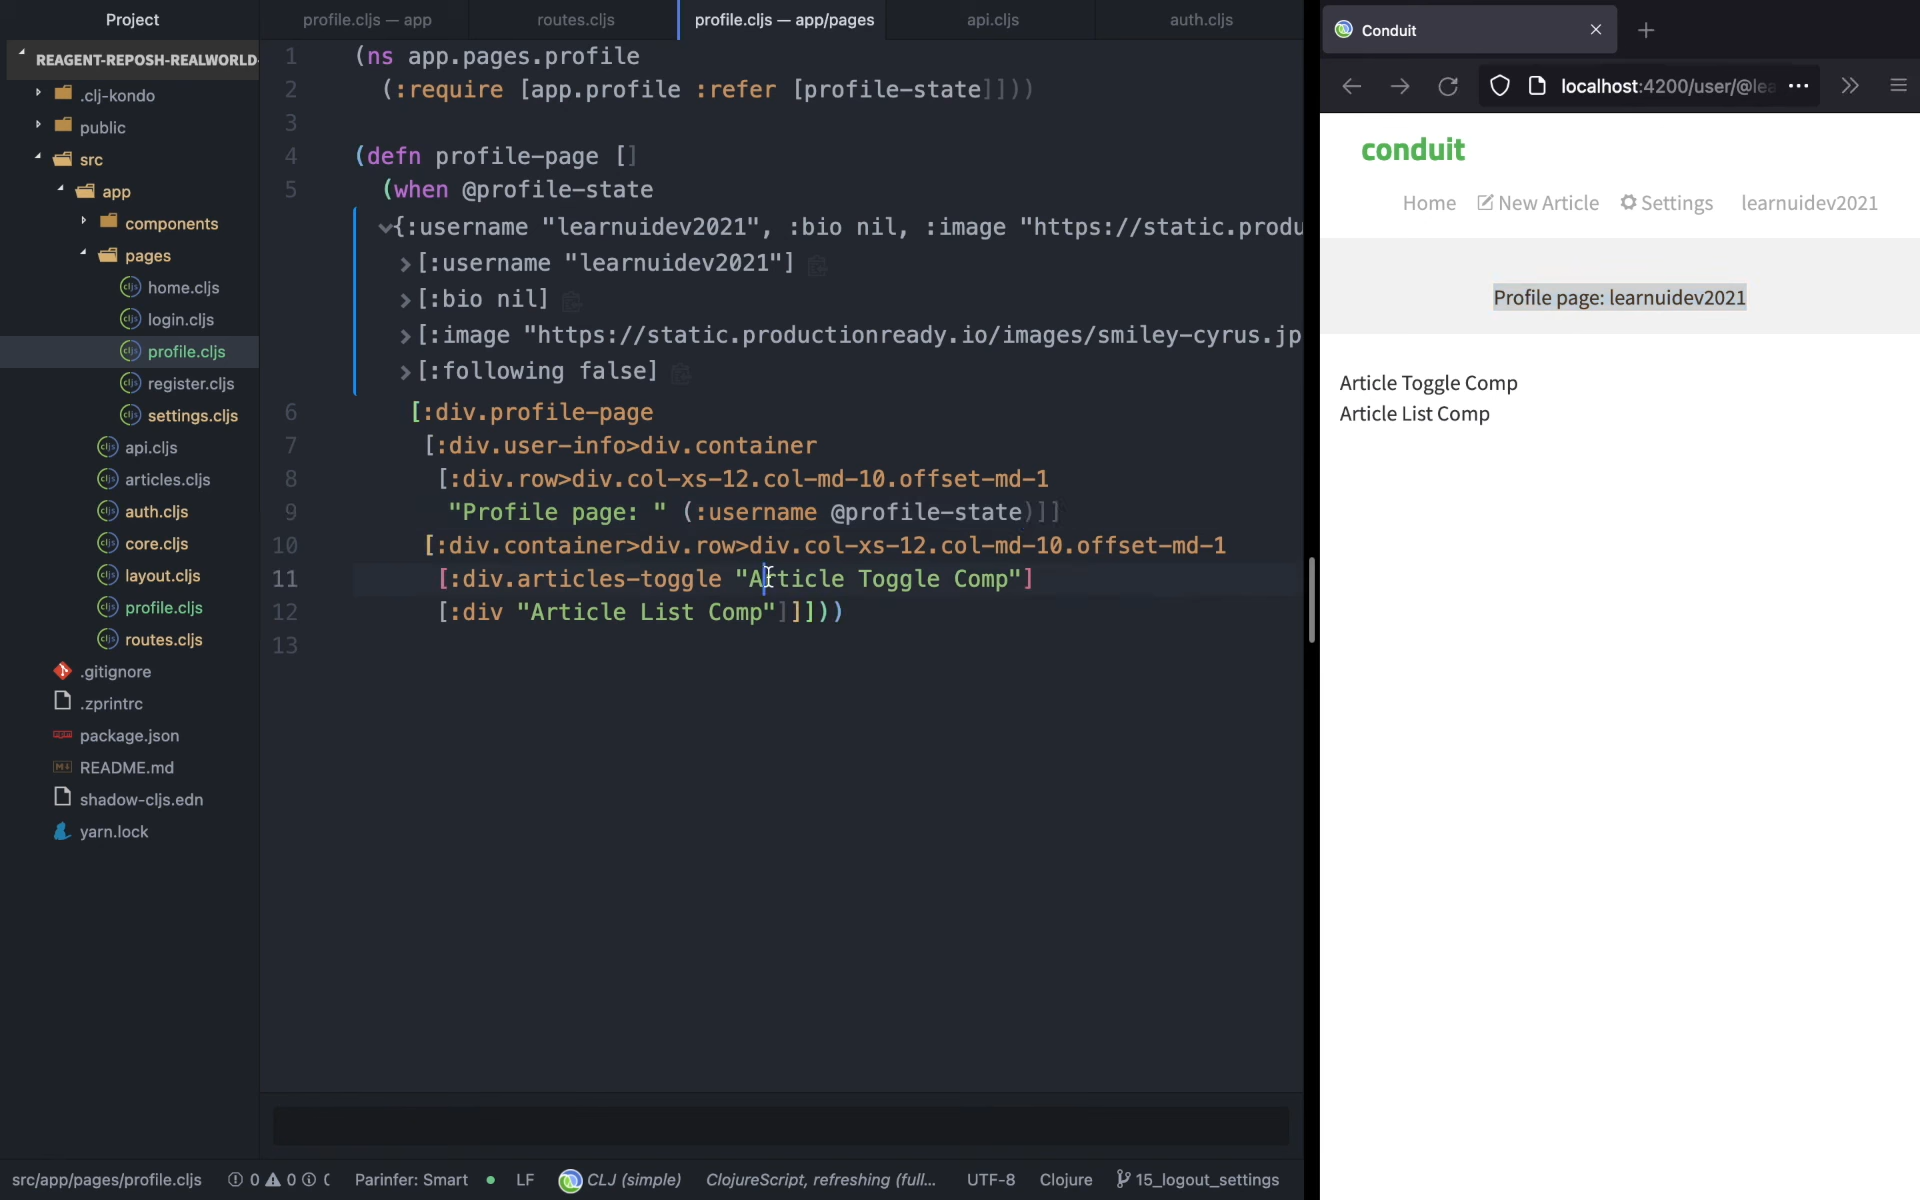 Project
REAGENT-REPOSH-REALWORLD-
.clj-kondo
public
src
app
components
pages
home.cljs
login.cljs
profile.cljs
register.cljs
settings.cljs
api.cljs
articles.cljs
auth.cljs
core.cljs
layout.cljs
profile.cljs
routes.cljs
.gitignore
.zprintrc
package.json
README.md
shadow-cljs.edn
yarn.lock
profile.cljs — app
routes.cljs
profile.cljs — app/pages
api.cljs
auth.cljs
1 (ns app.pages.profile
2 (:require [app.profile :refer [profile-state]]))
3
4 (defn profile-page []
5 (when @profile-state
{:username "learnuidev2021", :bio nil, :image "https://static.produ
[:username "learnuidev2021"]
[:bio nil]
[:image "https://static.productionready.io/images/smiley-cyrus.jp
[:following false]
6 [:div.profile-page
7 [:div.user-info>div.container
8 [:div.row>div.col-xs-12.col-md-10.offset-md-1
9 "Profile page: " (:username @profile-state)]]
10 [:div.container>div.row>div.col-xs-12.col-md-10.offset-md-1
11 [:div.articles-toggle "Article Toggle Comp"]
12 [:div "Article List Comp"]]]))
13
src/app/pages/profile.cljs 0 0 Parinfer: Smart LF CLJ (simple) ClojureScript, refreshing (full... UTF-8 Clojure 15_logout_settings
Conduit
localhost:4200/user/@lea
conduit
Home New Article Settings learnuidev2021
Profile page: learnuidev2021
Article Toggle Comp
Article List Comp